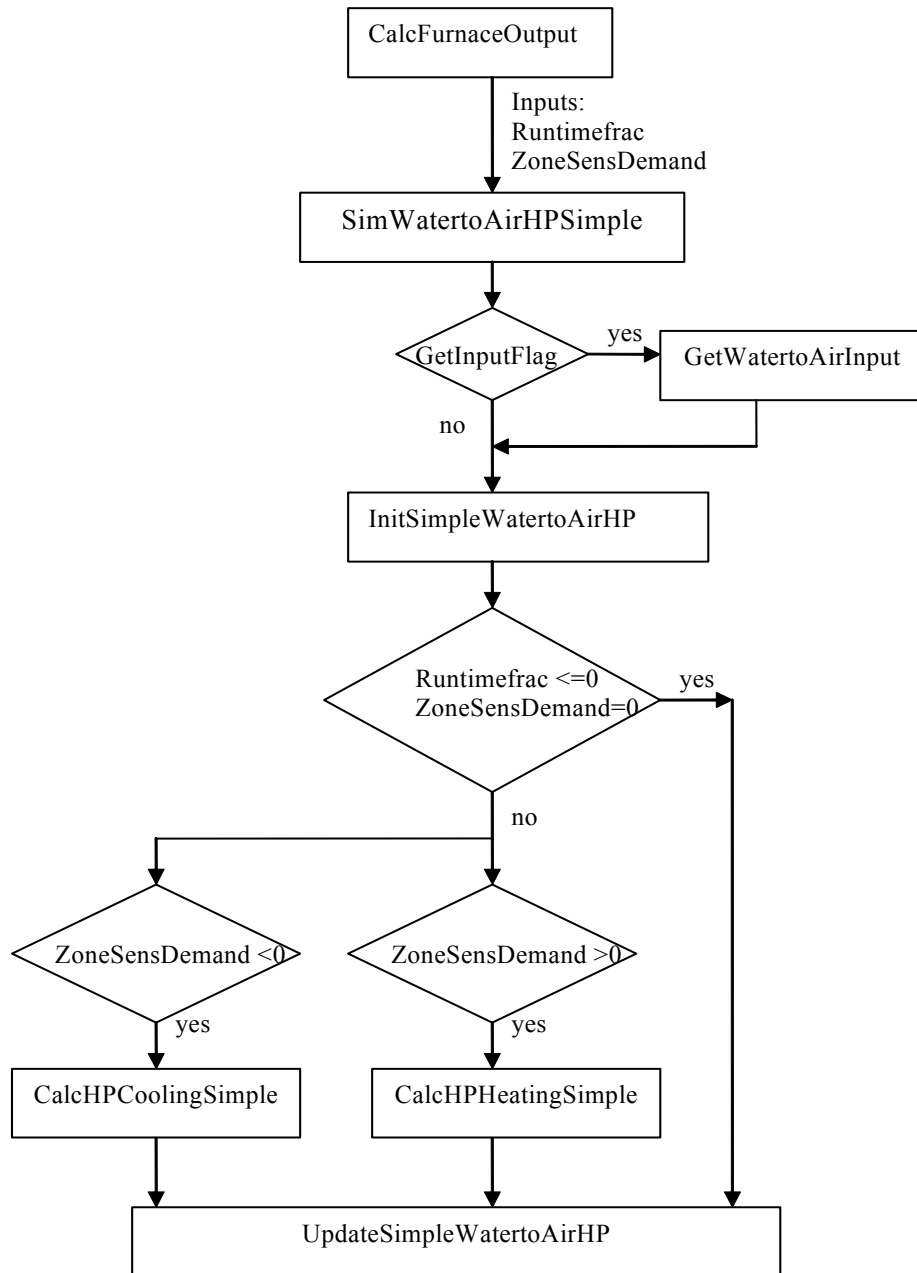 CalcFurnaceOutput
Inputs:
Runtimefrac
ZoneSensDemand
SimWatertoAirHPSimple
GetInputFlag
yes
GetWatertoAirInput
no
InitSimpleWatertoAirHP
Runtimefrac <=0
ZoneSensDemand=0
yes
no
ZoneSensDemand <0
ZoneSensDemand >0
yes
yes
CalcHPCoolingSimple
CalcHPHeatingSimple
UpdateSimpleWatertoAirHP